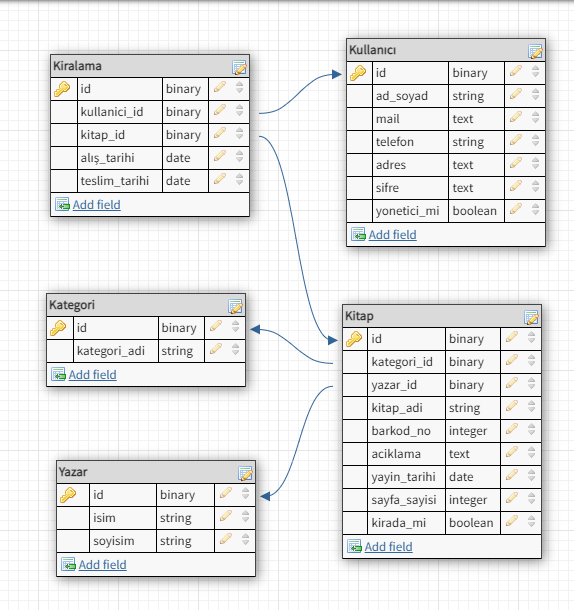 Kiralama
id binary
kullanici_id binary
kitap_id binary
alış_tarihi date
teslim_tarihi date
Add field
Kullanıcı
id binary
ad_soyad string
mail text
telefon string
adres text
sifre text
yonetici_mi boolean
Add field
Kategori
id binary
kategori_adi string
Add field
Kitap
id binary
kategori_id binary
yazar_id binary
kitap_adi string
barkod_no integer
aciklama text
yayin_tarihi date
sayfa_sayisi integer
kirada_mi boolean
Add field
Yazar
id binary
isim string
soyisim string
Add field